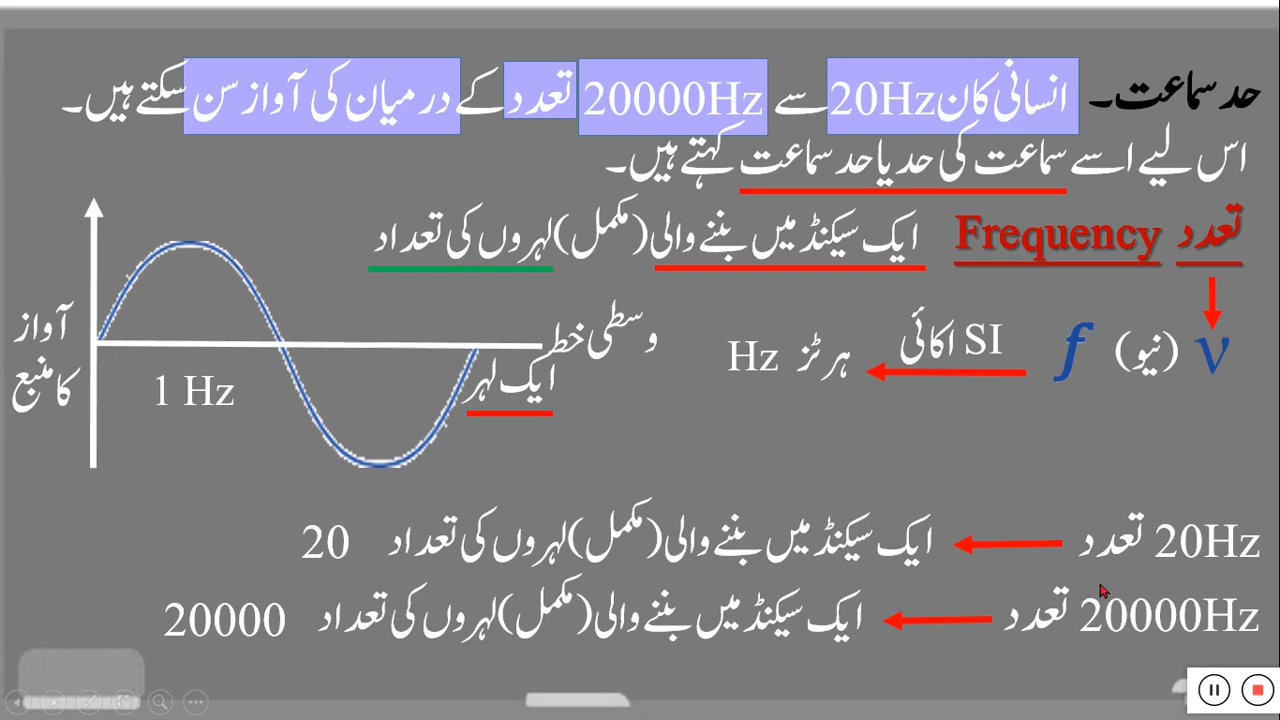 حد سماعت۔ انسانی کان 20Hz سے 20000Hz تعدد کے درمیان کی آواز سن سکتے ہیں۔
اس لیے اسے سماعت کی حد یا حد سماعت کہتے ہیں۔
تعدد Frequency ایک سیکنڈ میں بننے والی (مکمل) لہروں کی تعداد
ν (نیو) f SI اکائی ہرٹز Hz
وسطی خط
آواز
کا منبع
ایک لہر
1 Hz
20Hz تعدد ایک سیکنڈ میں بننے والی (مکمل) لہروں کی تعداد 20
20000Hz تعدد ایک سیکنڈ میں بننے والی (مکمل) لہروں کی تعداد 20000